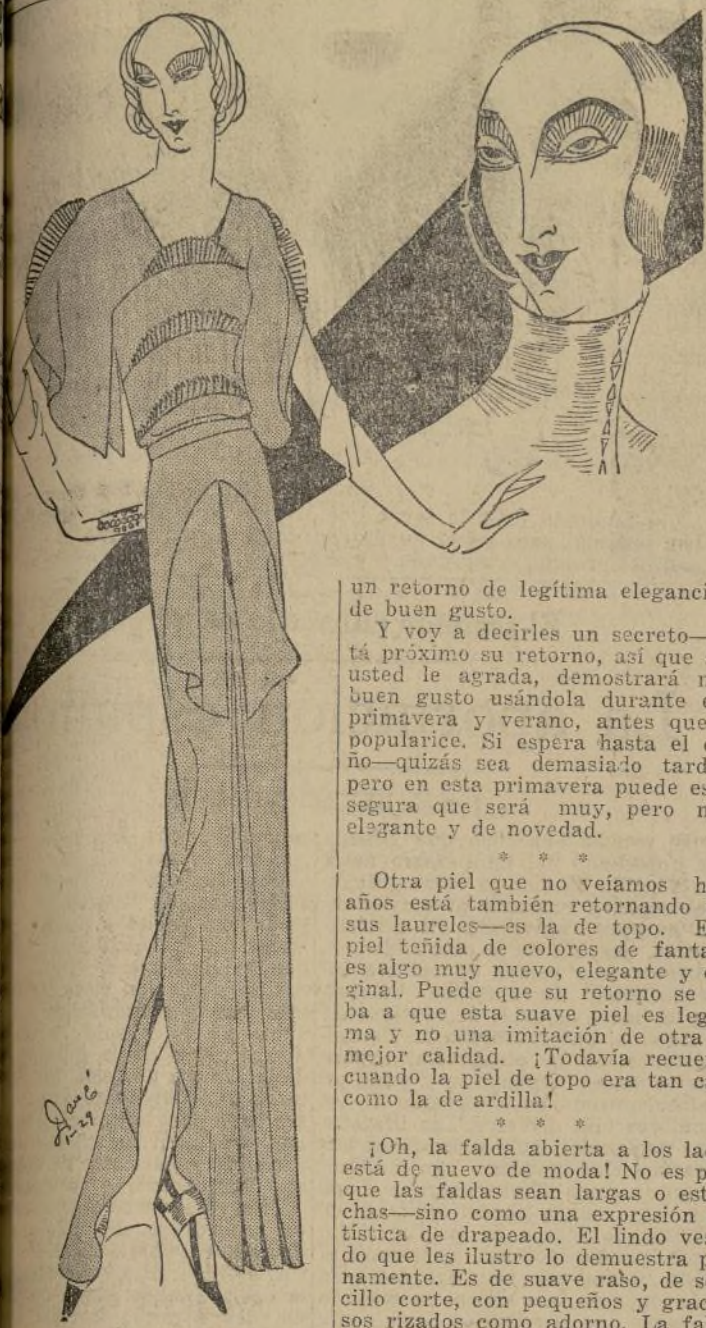 un retorno de legítima eleganci
de buen gusto.
Y voy a decirles un secreto—
tá próximo su retorno, así que
usted le agrada, demostrará m
buen gusto usándola durante e
primavera y verano, antes que
popularice. Si espera hasta el o
ño—quizás sea demasiado tard
pero en esta primavera puede es
segura que será muy, pero m
elegante y de novedad.
* * *
Otra piel que no veíamos h
años está también retornando
sus laureles—es la de topo. E
piel teñida de colores de fanta
es algo muy nuevo, elegante y o
ginal. Puede que su retorno se
ba a que esta suave piel es leg
ma y no una imitación de otra
mejor calidad. ¡Todavía recue
cuando la piel de topo era tan c
como la de ardilla!
* * *
¡Oh, la falda abierta a los la
está de nuevo de moda! No es p
que las faldas sean largas o est
chas—sino como una expresión
tística de drapeado. El lindo ve
do que les ilustro lo demuestra p
namente. Es de suave raso, de s
cillo corte, con pequeños y grac
sos rizados como adorno. La fa